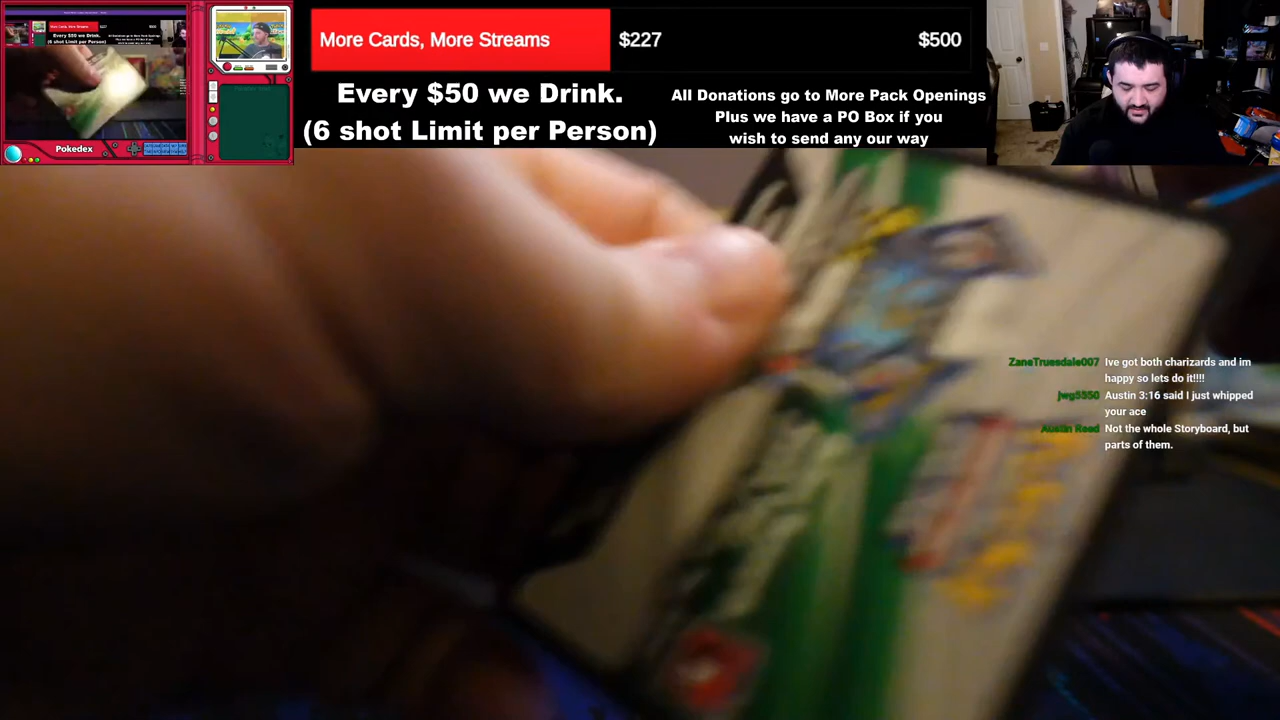 More Cards, More Streams
$227
$500
Every $50 we Drink.
(6 shot Limit per Person)
All Donations go to More Pack Openings
Plus we have a PO Box if you
wish to send any our way
Pokedex
ZaneTruesdale007 Ive got both charizards and im
happy so lets do it!!!!
jwg5550 Austin 3:16 said I just whipped
your ace
Austin Reed Not the whole Storyboard, but
parts of them.